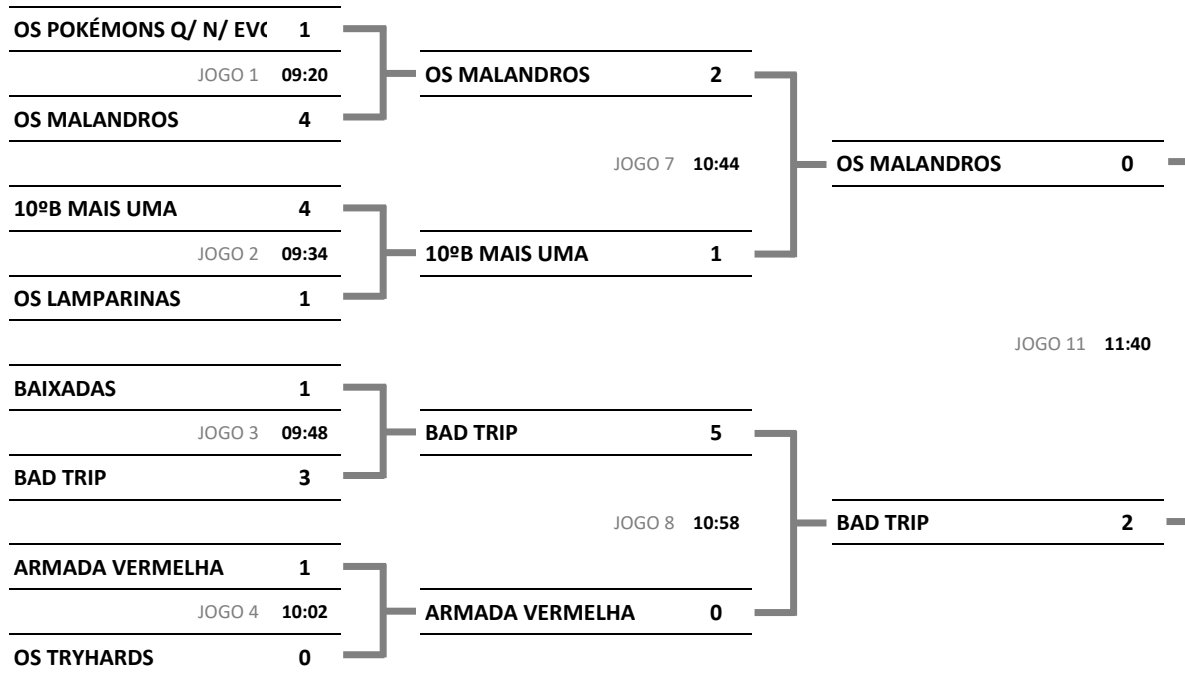 OS POKÉMONS Q/ N/ EVO 1
JOGO 1 09:20
OS MALANDROS 4
10ºB MAIS UMA 4
JOGO 2 09:34
OS LAMPARINAS 1
BAIXADAS 1
JOGO 3 09:48
BAD TRIP 3
ARMADA VERMELHA 1
JOGO 4 10:02
OS TRYHARDS 0
OS MALANDROS 2
JOGO 7 10:44
10ºB MAIS UMA 1
BAD TRIP 5
JOGO 8 10:58
ARMADA VERMELHA 0
OS MALANDROS 0
JOGO 11 11:40
BAD TRIP 2